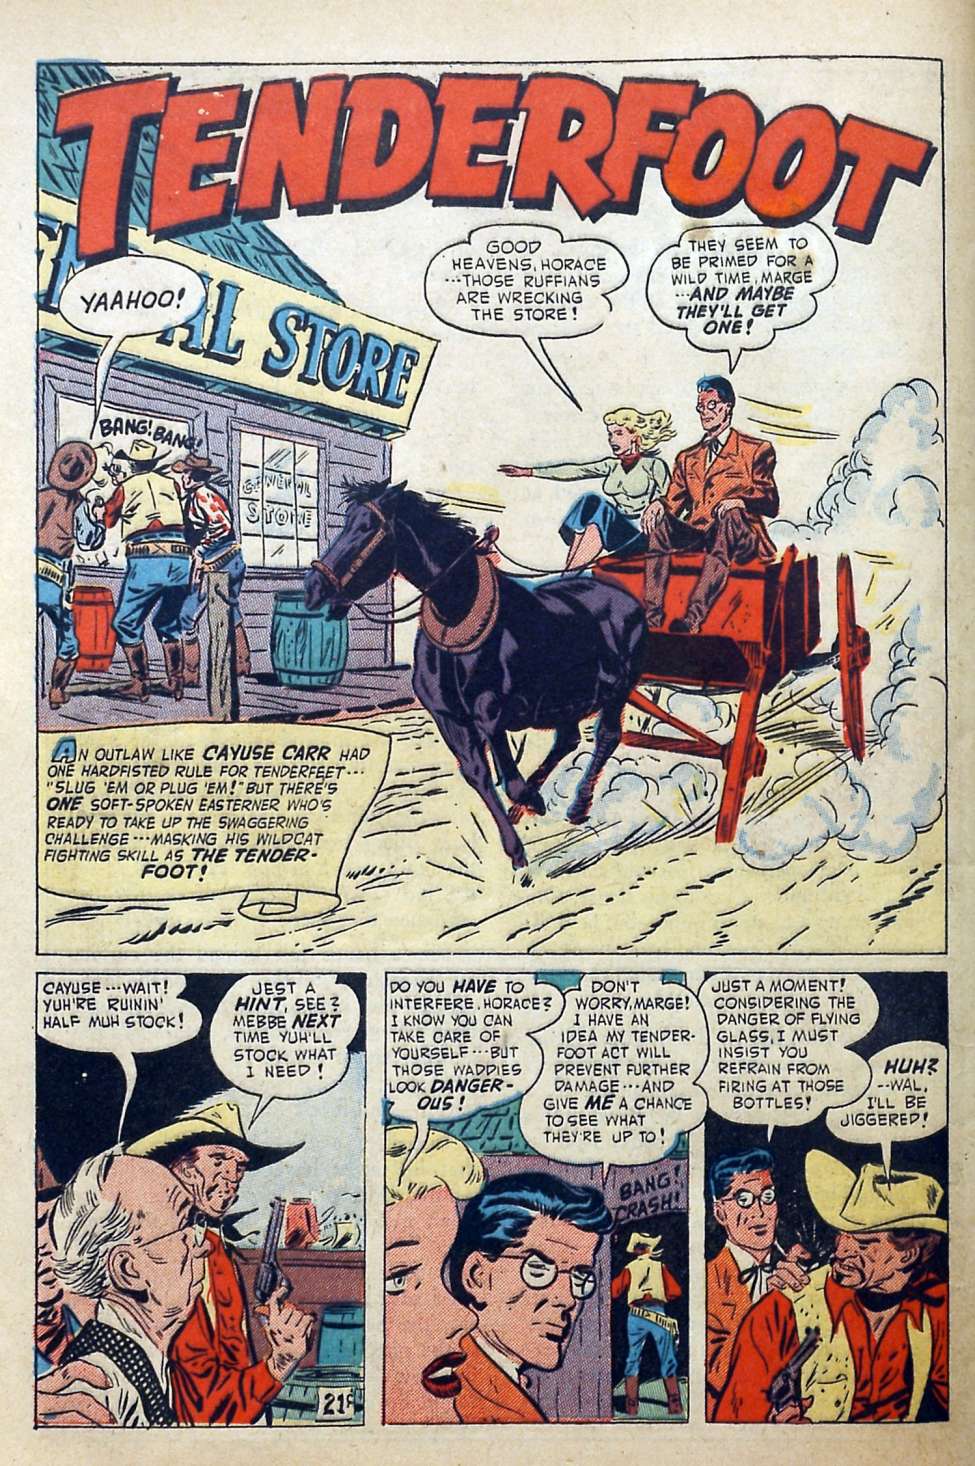 TENDERFOOT
GENERAL STORE
YAAHOO!
BANG! BANG!
GOOD
HEAVENS, HORACE
---THOSE RUFFIANS
ARE WRECKING
THE STORE!
THEY SEEM TO
BE PRIMED FOR A
WILD TIME, MARGE
---AND MAYBE
THEY'LL GET
ONE!
GENERAL
STORE
AN OUTLAW LIKE CAYUSE CARR HAD
ONE HARDFISTED RULE FOR TENDERFEET---
"SLUG 'EM OR PLUG 'EM!" BUT THERE'S
ONE SOFT-SPOKEN EASTERNER WHO'S
READY TO TAKE UP THE SWAGGERING
CHALLENGE---MASKING HIS WILDCAT
FIGHTING SKILL AS THE TENDER-
FOOT!
CAYUSE---WAIT!
YUH'RE RUININ'
HALF MUH STOCK!
JEST A
HINT, SEE?
MEBBE NEXT
TIME YUH'LL
STOCK WHAT
I NEED!
21
DO YOU HAVE TO
INTERFERE, HORACE?
I KNOW YOU CAN
TAKE CARE OF
YOURSELF---BUT
THOSE WADDIES
LOOK DANGER-
OUS!
DON'T
WORRY, MARGE!
I HAVE AN
IDEA MY TENDER-
FOOT ACT WILL
PREVENT FURTHER
DAMAGE---AND
GIVE ME A CHANCE
TO SEE WHAT
THEY'RE UP TO!
BANG!
CRASH!
JUST A MOMENT!
CONSIDERING THE
DANGER OF FLYING
GLASS, I MUST
INSIST YOU
REFRAIN FROM
FIRING AT THOSE
BOTTLES!
HUH?
--WAL,
I'LL BE
JIGGERED!